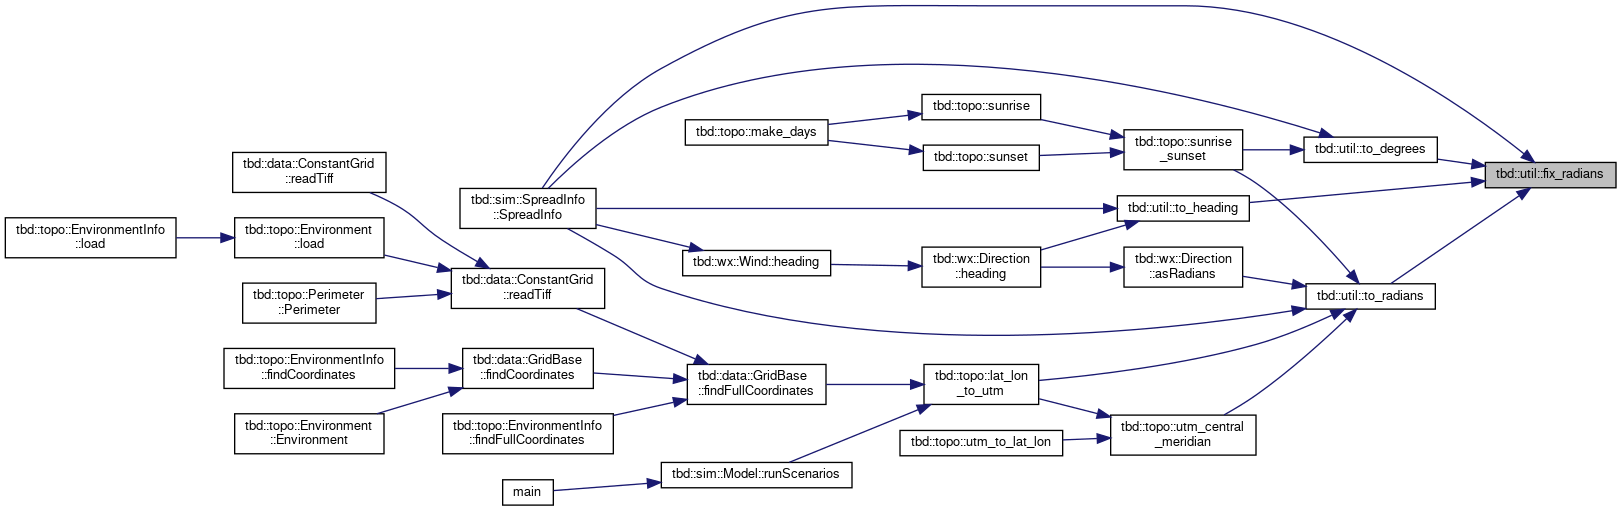 tbd::topo::sunrise
tbd::topo::make_days
tbd::topo::sunrise
_sunset
tbd::util::to_degrees
tbd::data::ConstantGrid
::readTiff
tbd::topo::sunset
tbd::util::fix_radians
tbd::sim::SpreadInfo
::SpreadInfo
tbd::util::to_heading
tbd::topo::EnvironmentInfo
::load
tbd::topo::Environment
::load
tbd::wx::Wind::heading
tbd::wx::Direction
::heading
tbd::wx::Direction
::asRadians
tbd::data::ConstantGrid
::readTiff
tbd::topo::Perimeter
::Perimeter
tbd::util::to_radians
tbd::topo::EnvironmentInfo
::findCoordinates
tbd::data::GridBase
::findCoordinates
tbd::data::GridBase
::findFullCoordinates
tbd::topo::lat_lon
_to_utm
tbd::topo::Environment
::Environment
tbd::topo::EnvironmentInfo
::findFullCoordinates
tbd::topo::utm_to_lat_lon
tbd::topo::utm_central
_meridian
tbd::sim::Model::runScenarios
main